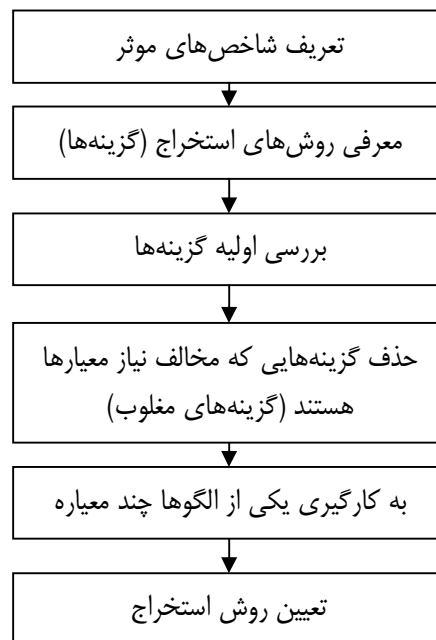 تعریف شاخص‌های موثر
معرفی روش‌های استخراج (گزینه‌ها)
بررسی اولیه گزینه‌ها
حذف گزینه‌هایی که مخالف نیاز معیارها
هستند (گزینه‌های مغلوب)
به کارگیری یکی از الگوها چند معیاره
تعیین روش استخراج